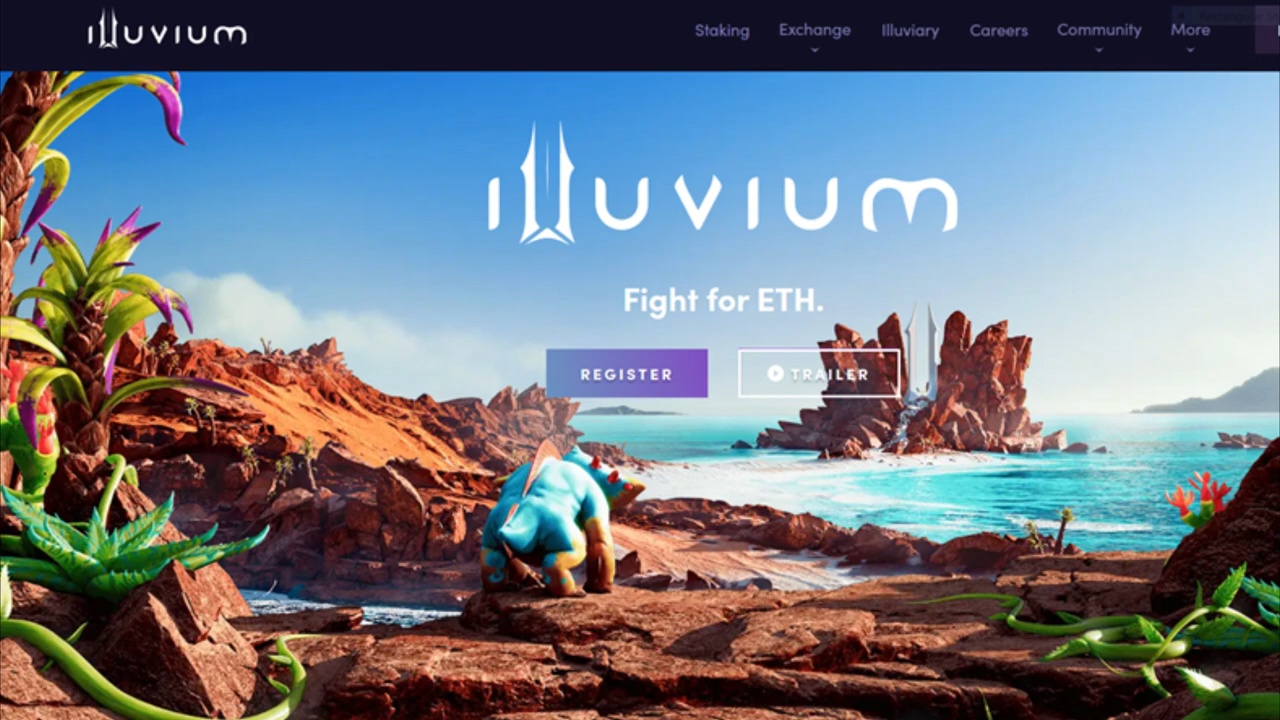 ILLUVIUM
Staking
Exchange
Illuviary
Careers
Community
More
ILLUVIUM
Fight for ETH.
REGISTER
TRAILER